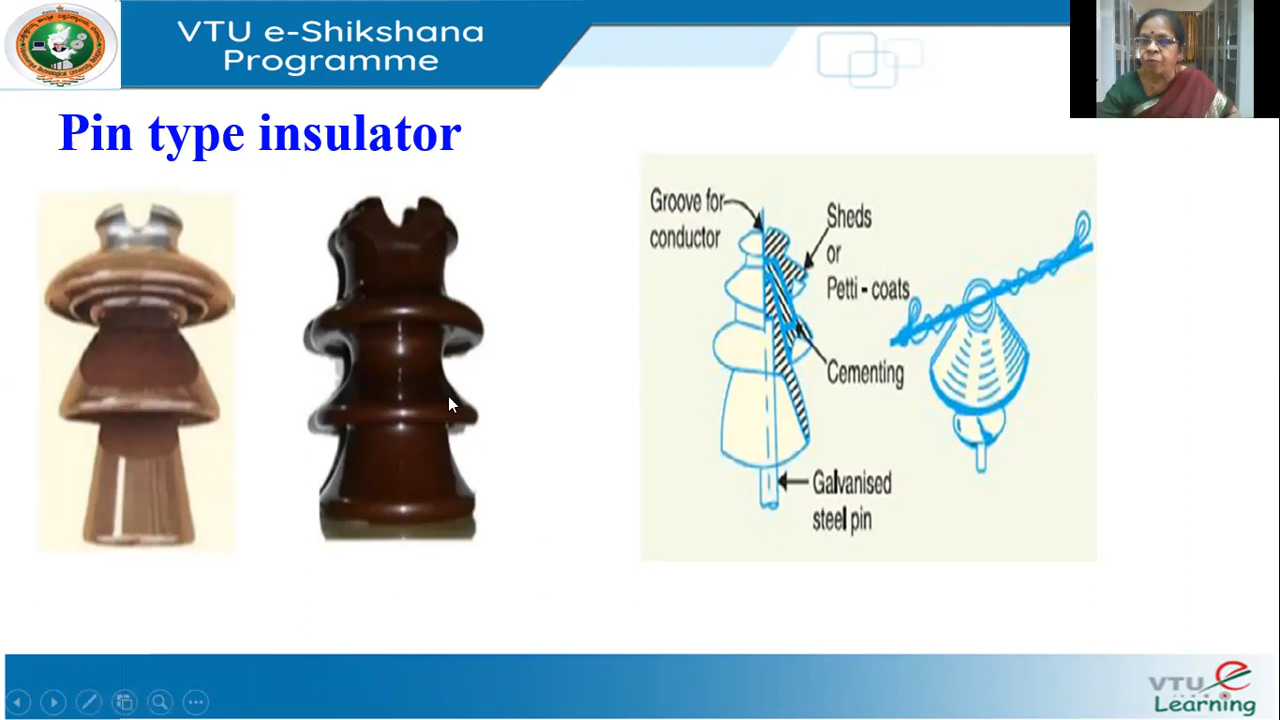 VTU e-Shikshana
Programme
Pin type insulator
Groove for
conductor
Sheds
or
Petti - coats
Cementing
Galvanised
steel pin
VTU
Learning